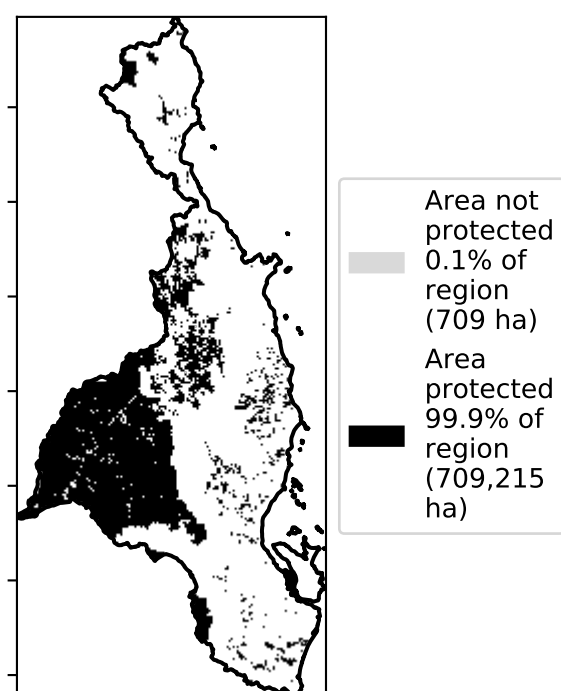 Area not
protected
0.1% of
region
(709 ha)
Area
protected
99.9% of
region
(709,215
ha)